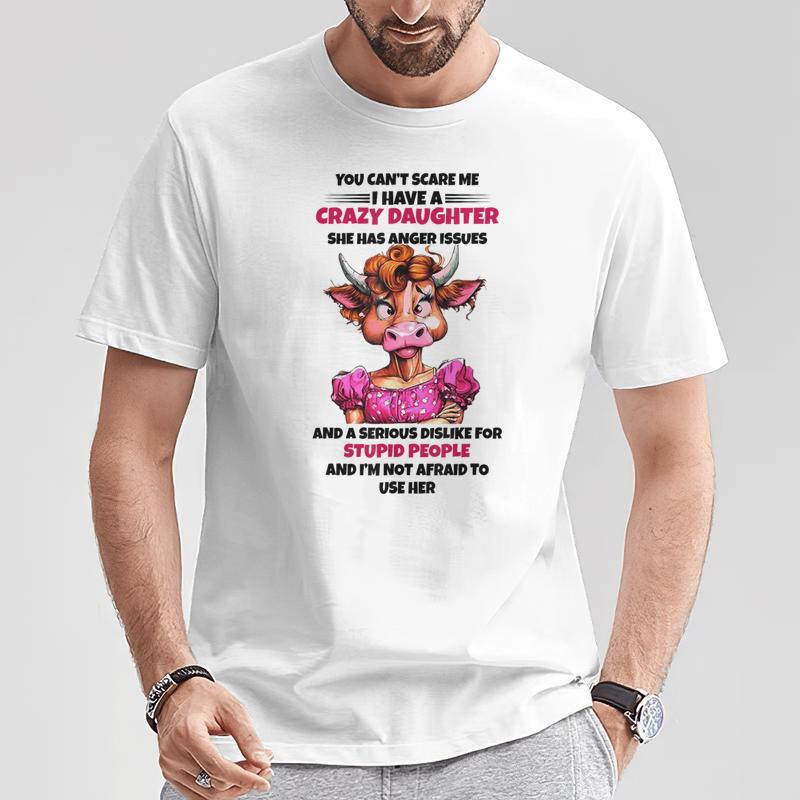 YOU CAN'T SCARE ME
I HAVE A
CRAZY DAUGHTER
SHE HAS ANGER ISSUES
AND A SERIOUS DISLIKE FOR
STUPID PEOPLE
AND I'M NOT AFRAID TO
USE HER